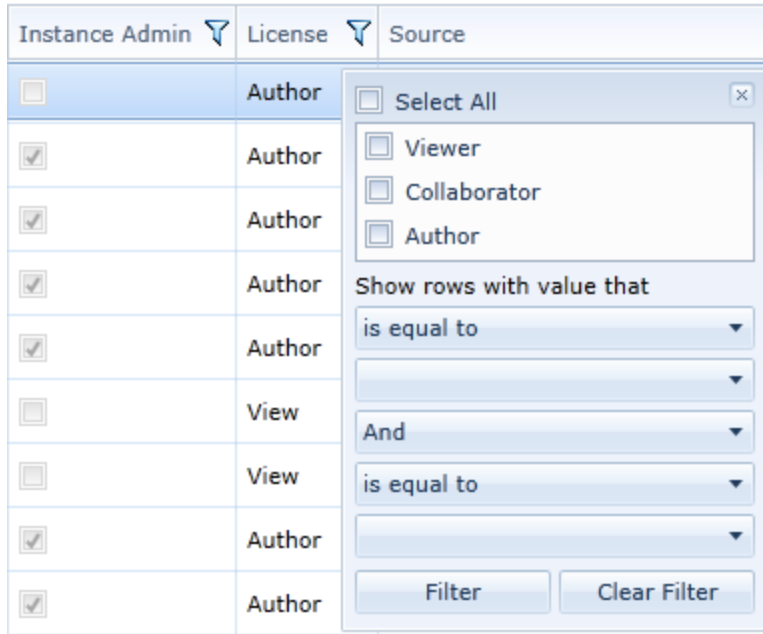 Instance Admin License Source
Author
Select All
Viewer
Author
Collaborator
Author
Author
Author
Show rows with value that
is equal to
Author
View
And
View
is equal to
Author
Filter Clear Filter
Author